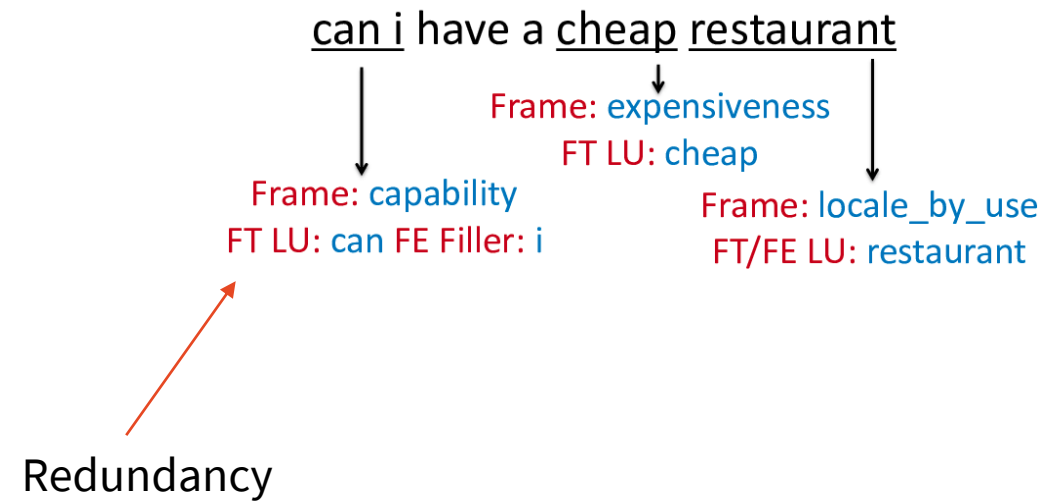 can i have a cheap restaurant
Frame: expensiveness
FT LU: cheap
Frame: capability
FT LU: can FE Filler: i
Frame: locale_by_use
FT/FE LU: restaurant
Redundancy